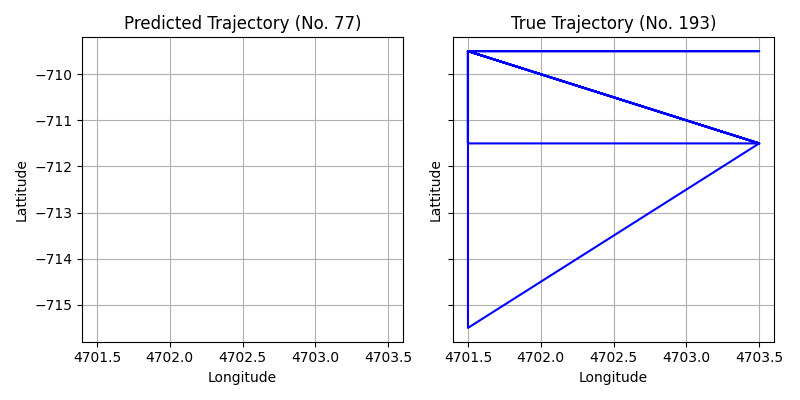 Predicted Trajectory (No. 77)
True Trajectory (No. 193)
Lattitude
−710
−711
−712
−713
−714
−715
4701.5 4702.0 4702.5 4703.0 4703.5
Longitude
Lattitude
4701.5 4702.0 4702.5 4703.0 4703.5
Longitude